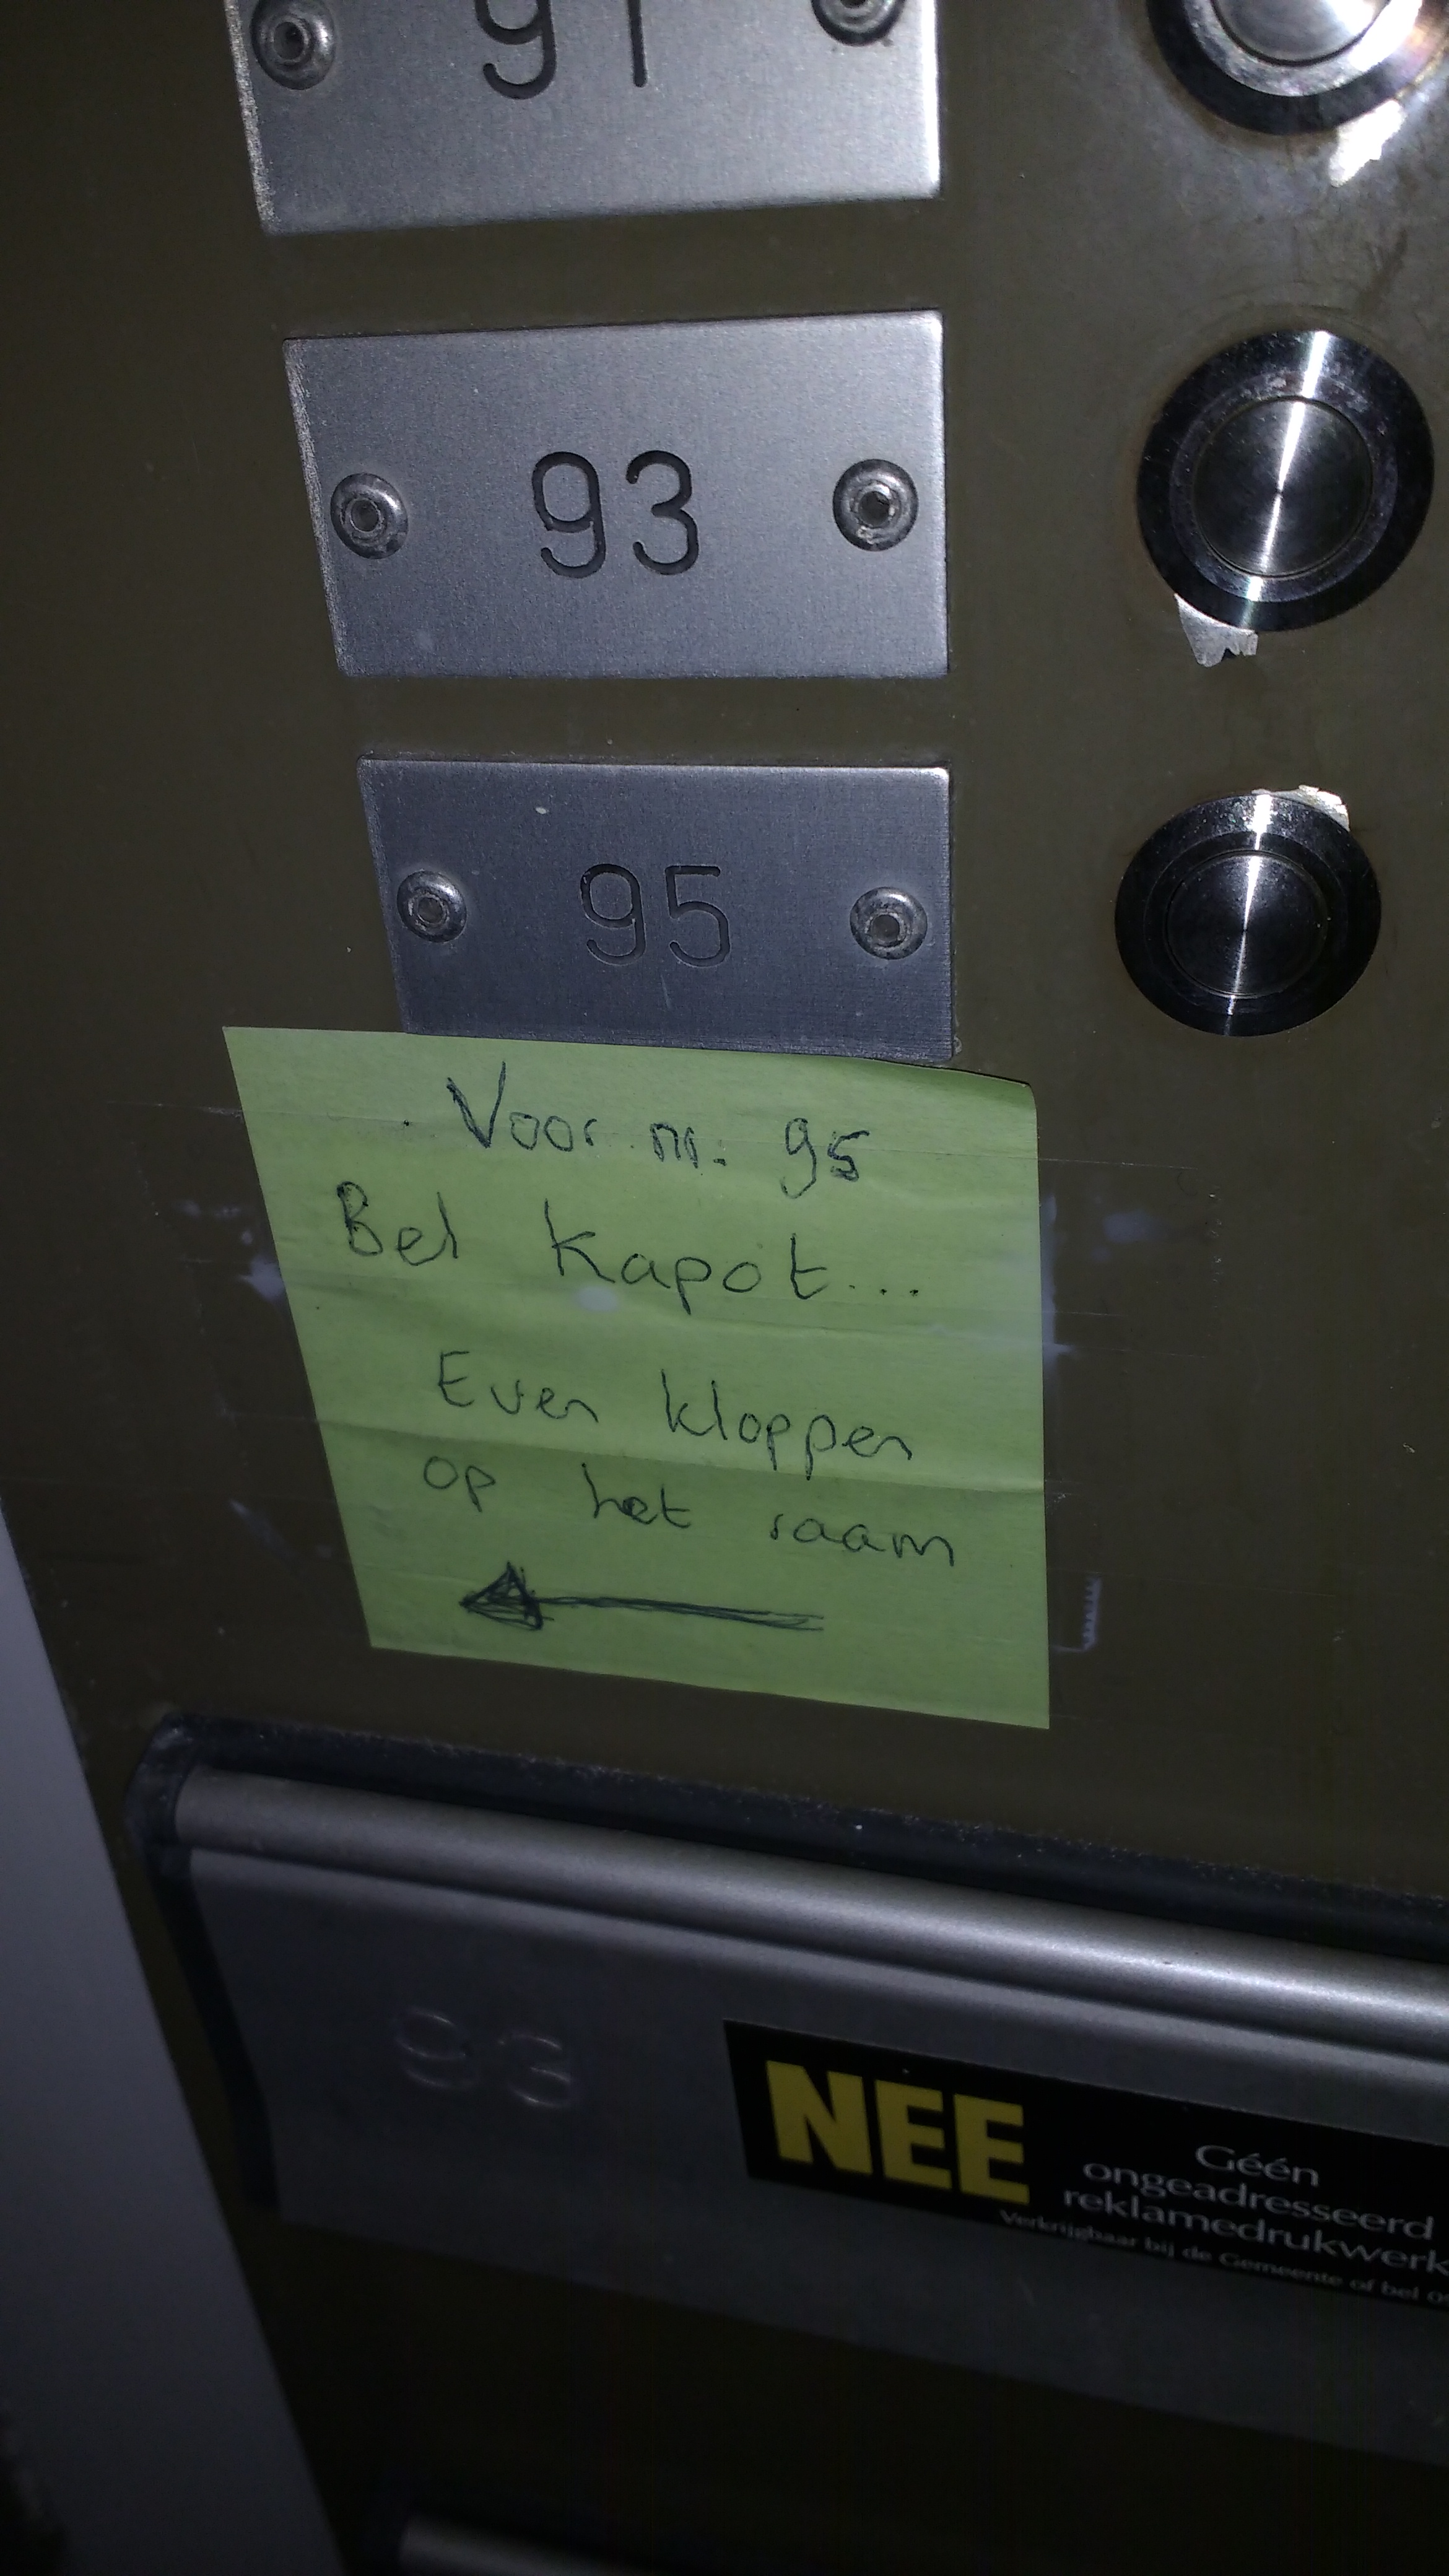 91
93
95
Voor nr. 95
Bel kapot...
Even kloppen
op het raam
93
NEE
Géén
ongeadresseerd
reklamedrukwerk
Verkrijgbaar bij de Gemeente of bel